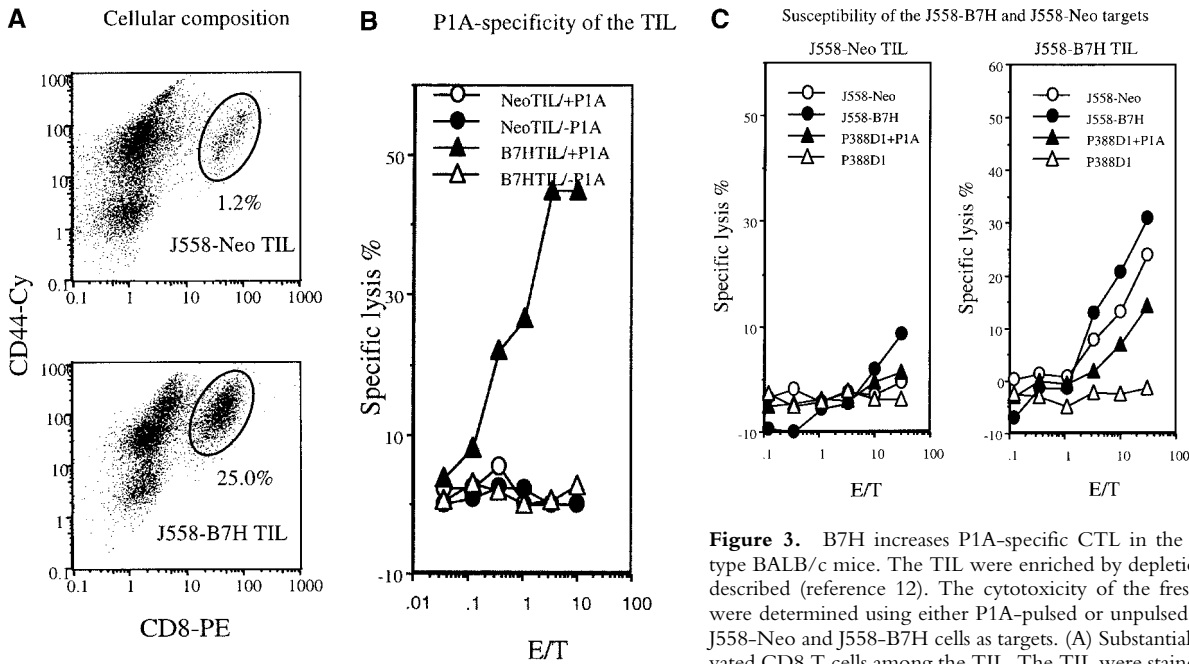 A
Cellular composition
1000
100
10
1
0.1
1.2%
J558-Neo TIL
0.1 1 10 100 1000
1000
100
10
1
0.1
25.0%
J558-B7H TIL
0.1 1 10 100 1000
CD44-Cy
CD8-PE
B
P1A-specificity of the TIL
NeoTIL/+P1A
NeoTIL/-P1A
B7HTIL/+P1A
B7HTIL/-P1A
50
30
10
-10
Specific lysis %
.01 .1 1 10 100
E/T
C
Susceptibility of the J558-B7H and J558-Neo targets
J558-Neo TIL
J558-Neo
J558-B7H
P388D1+P1A
P388D1
50
30
10
-10
Specific lysis %
.1 1 10 100
E/T
J558-B7H TIL
J558-Neo
J558-B7H
P388D1+P1A
P388D1
60
50
40
30
20
10
0
-10
Specific lysis %
.1 1 10 100
E/T
Figure 3. B7H increases P1A-specific CTL in the
type BALB/c mice. The TIL were enriched by depletic
described (reference 12). The cytotoxicity of the fres
were determined using either P1A-pulsed or unpulsed
J558-Neo and J558-B7H cells as targets. (A) Substantial
vated CD8 T cells among the TIL. The TIL were stain